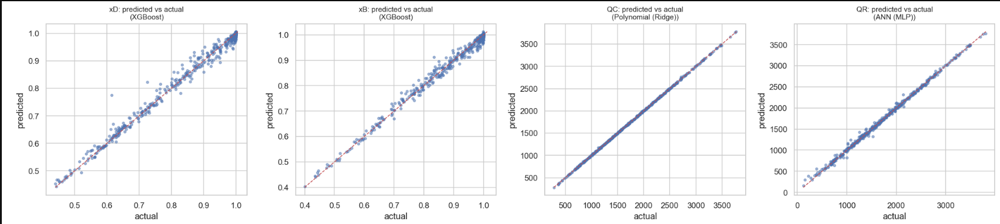 xD: predicted vs actual
(XGBoost)
1.0
0.9
0.8
0.7
0.6
0.5
predicted
0.5 0.6 0.7 0.8 0.9 1.0
actual
xB: predicted vs actual
(XGBoost)
1.0
0.9
0.8
0.7
0.6
0.5
0.4
predicted
0.4 0.5 0.6 0.7 0.8 0.9 1.0
actual
QC: predicted vs actual
(Polynomial (Ridge))
3500
3000
2500
2000
1500
1000
500
predicted
500 1000 1500 2000 2500 3000 3500
actual
QR: predicted vs actual
(ANN (MLP))
3500
3000
2500
2000
1500
1000
500
0
predicted
0 1000 2000 3000
actual